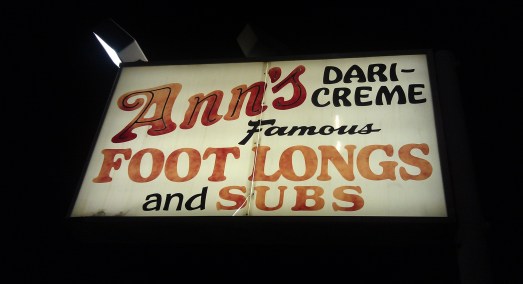 Ann's DARI-
CREME
Famous
FOOT LONGS
and SUBS